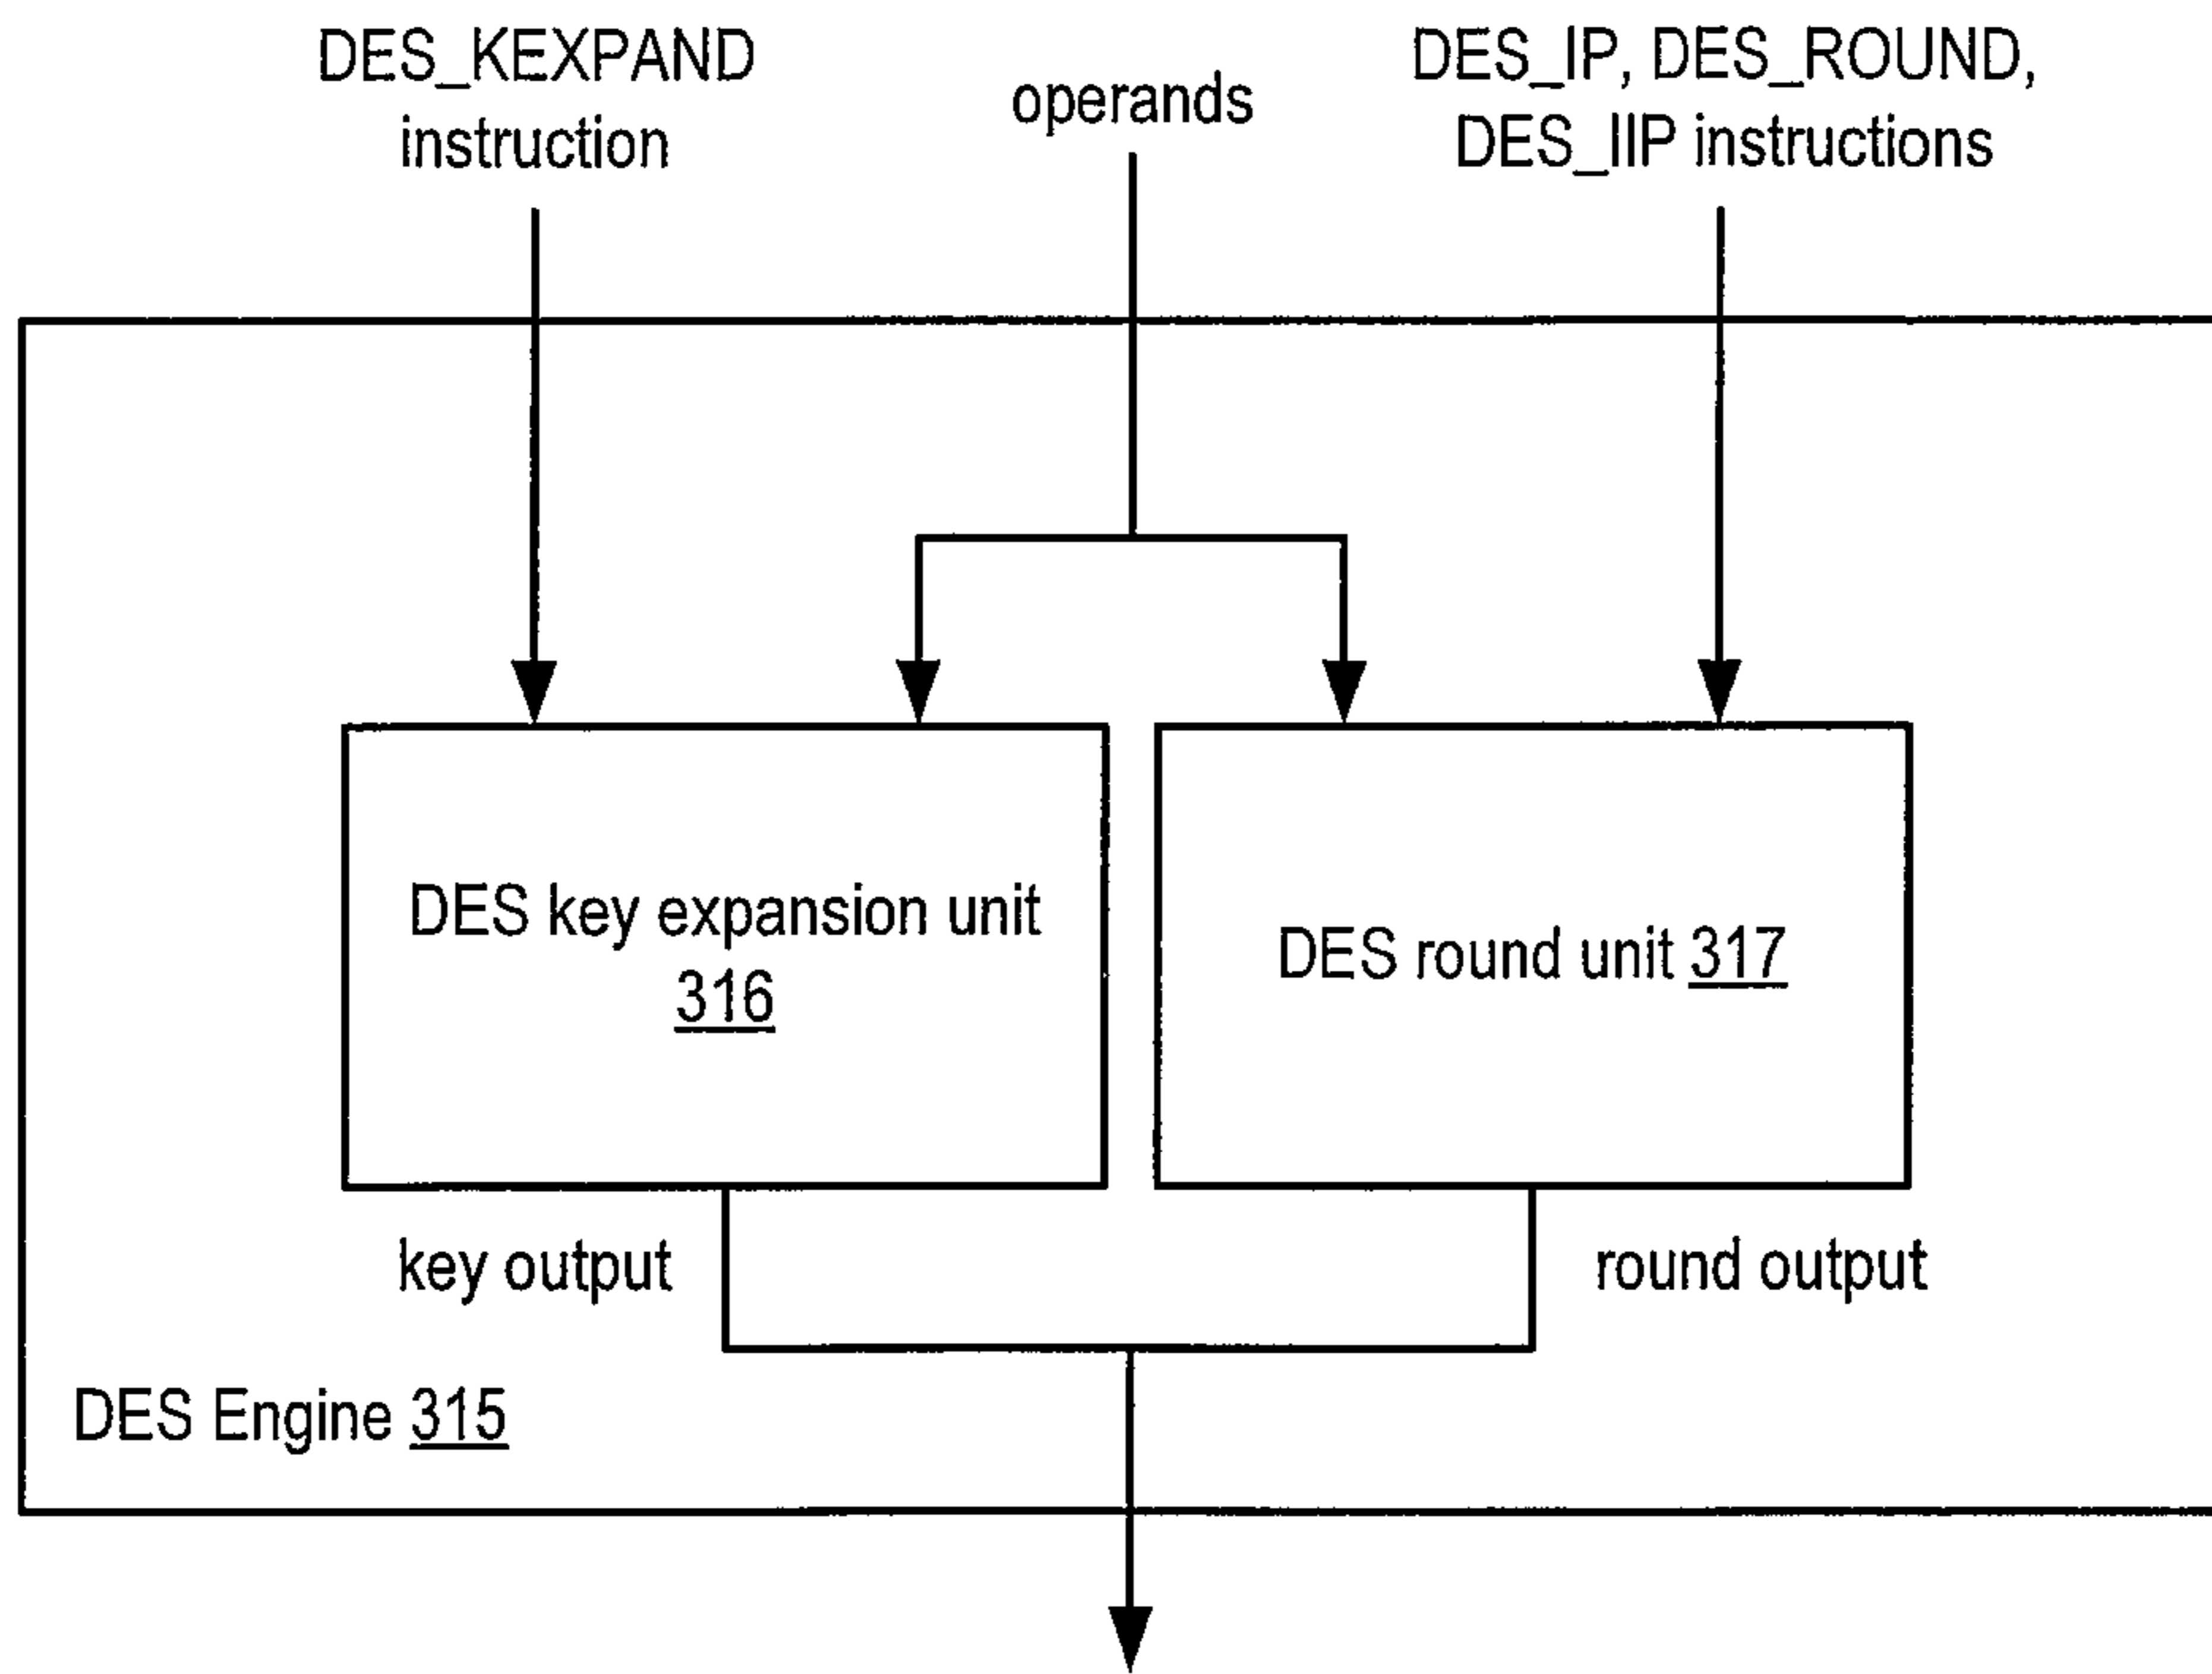 DES_KEXPAND
instruction
operands
DES_IP, DES_ROUND,
DES_IIP instructions
DES key expansion unit
316
DES round unit 317
key output
round output
DES Engine 315